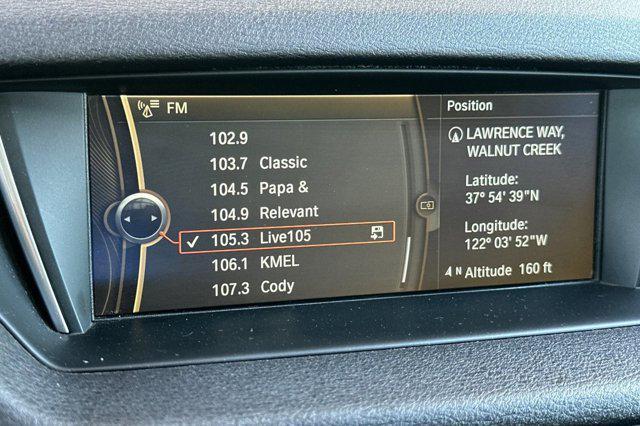 FM
102.9
103.7 Classic
104.5 Papa &
104.9 Relevant
✓ 105.3 Live105
106.1 KMEL
107.3 Cody
Position
LAWRENCE WAY,
WALNUT CREEK
Latitude:
37° 54'39"N
Longitude:
122° 03'52"W
N Altitude 160 ft